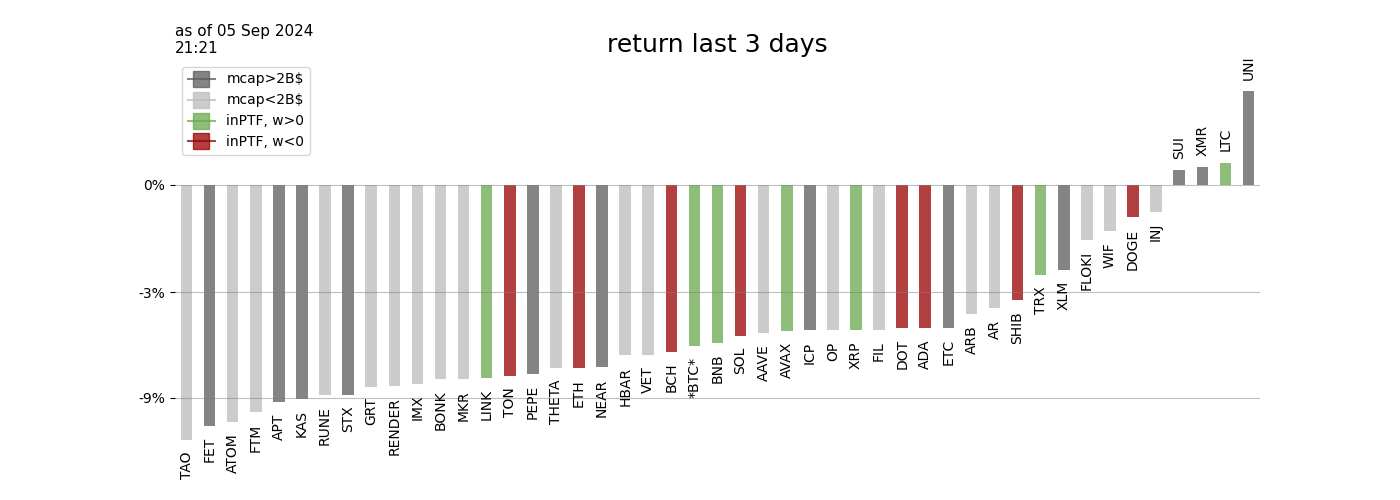 as of 05 Sep 2024
21:21
return last 3 days
mcap>2B$
mcap<2B$
inPTF, w>0
inPTF, w<0
0%
-3%
-9%
TAO
FET
ATOM
FTM
APT
KAS
RUNE
STX
GRT
RENDER
IMX
BONK
MKR
LINK
TON
PEPE
THETA
ETH
NEAR
HBAR
VET
BCH
*BTC*
BNB
SOL
AAVE
AVAX
ICP
OP
XRP
FIL
DOT
ADA
ETC
ARB
AR
SHIB
TRX
XLM
FLOKI
WIF
DOGE
INJ
SUI
XMR
LTC
UNI